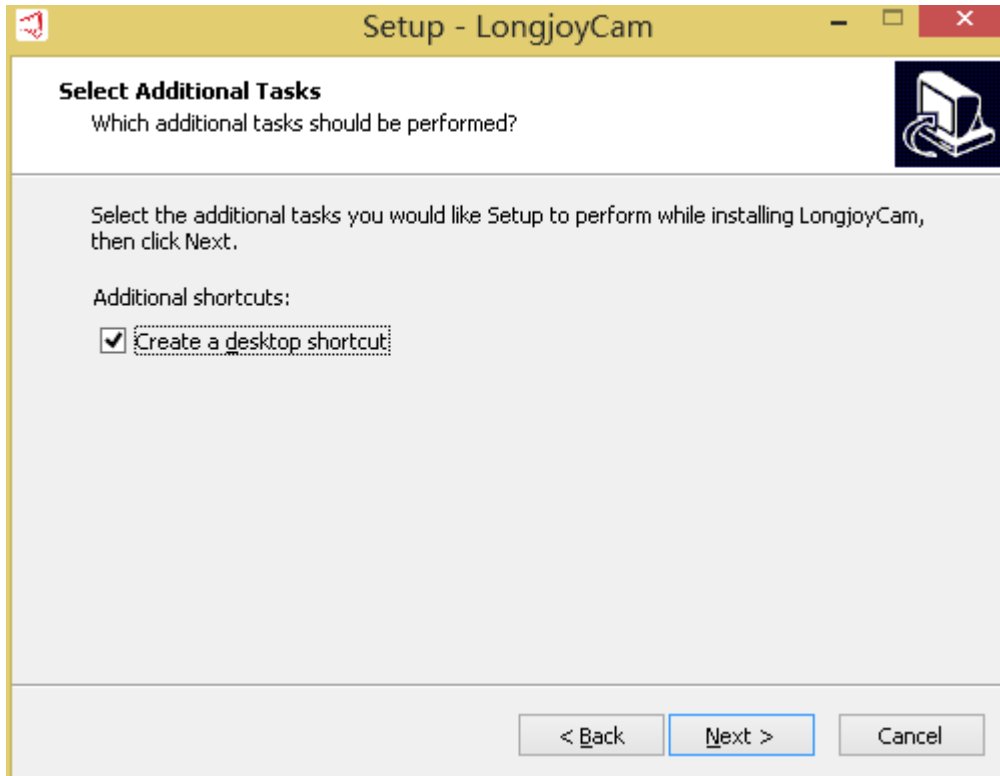 Setup - LongjoyCam
Select Additional Tasks
Which additional tasks should be performed?
Select the additional tasks you would like Setup to perform while installing LongjoyCam,
then click Next.
Additional shortcuts:
Create a desktop shortcut
< Back Next > Cancel